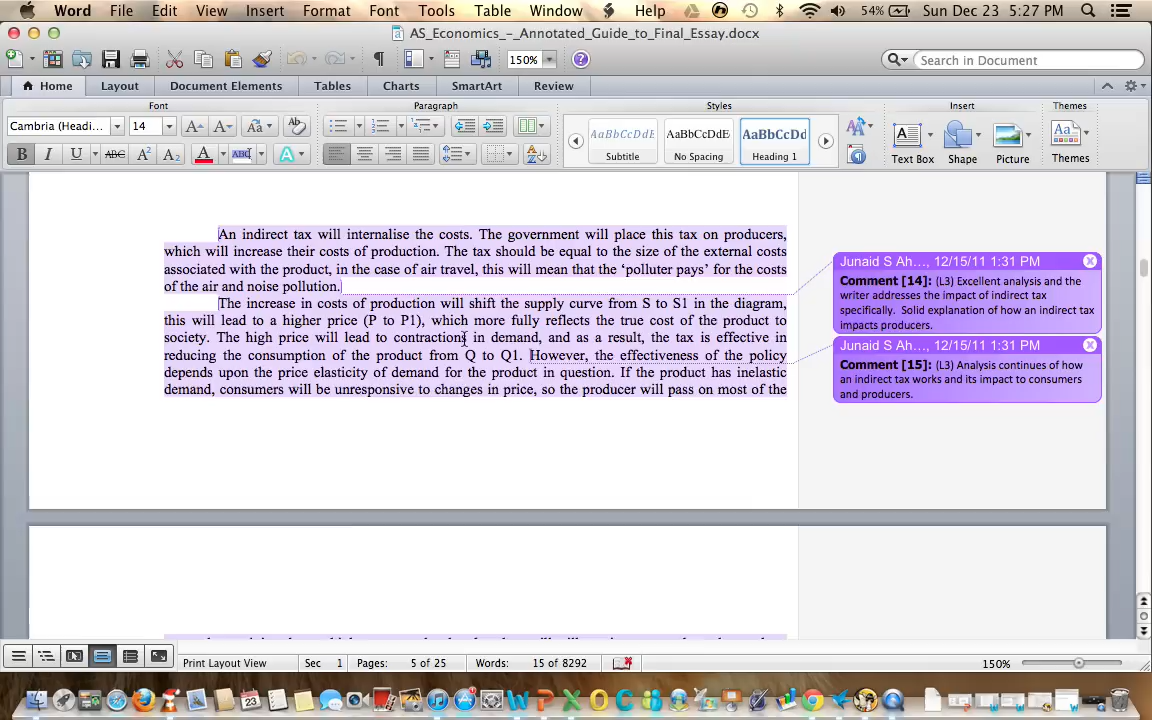 Word File Edit View Insert Format Font Tools Table Window Help 54% Sun Dec 23 5:27 PM
AS_Economics_-_Annotated_Guide_to_Final_Essay.docx
150% Search in Document
Home Layout Document Elements Tables Charts SmartArt Review
Font Paragraph Styles Insert Themes
Cambria (Headi... 14 Aa
AaBbCcDdE AaBbCcDdE AaBbCcDd
B I U ABC A² A₂ A ABC A
Subtitle No Spacing Heading 1 Text Box Shape Picture Themes
An indirect tax will internalise the costs. The government will place this tax on producers,
which will increase their costs of production. The tax should be equal to the size of the external costs
associated with the product, in the case of air travel, this will mean that the ‘polluter pays’ for the costs
of the air and noise pollution.
The increase in costs of production will shift the supply curve from S to S1 in the diagram,
this will lead to a higher price (P to P1), which more fully reflects the true cost of the product to
society. The high price will lead to contractions in demand, and as a result, the tax is effective in
reducing the consumption of the product from Q to Q1. However, the effectiveness of the policy
depends upon the price elasticity of demand for the product in question. If the product has inelastic
demand, consumers will be unresponsive to changes in price, so the producer will pass on most of the
Junaid S Ah..., 12/15/11 1:31 PM
Comment [14]: (L3) Excellent analysis and the
writer addresses the impact of indirect tax
specifically. Solid explanation of how an indirect tax
impacts producers.
Junaid S Ah..., 12/15/11 1:31 PM
Comment [15]: (L3) Analysis continues of how
an indirect tax works and its impact to consumers
and producers.
Print Layout View Sec 1 Pages: 5 of 25 Words: 15 of 8292 150%